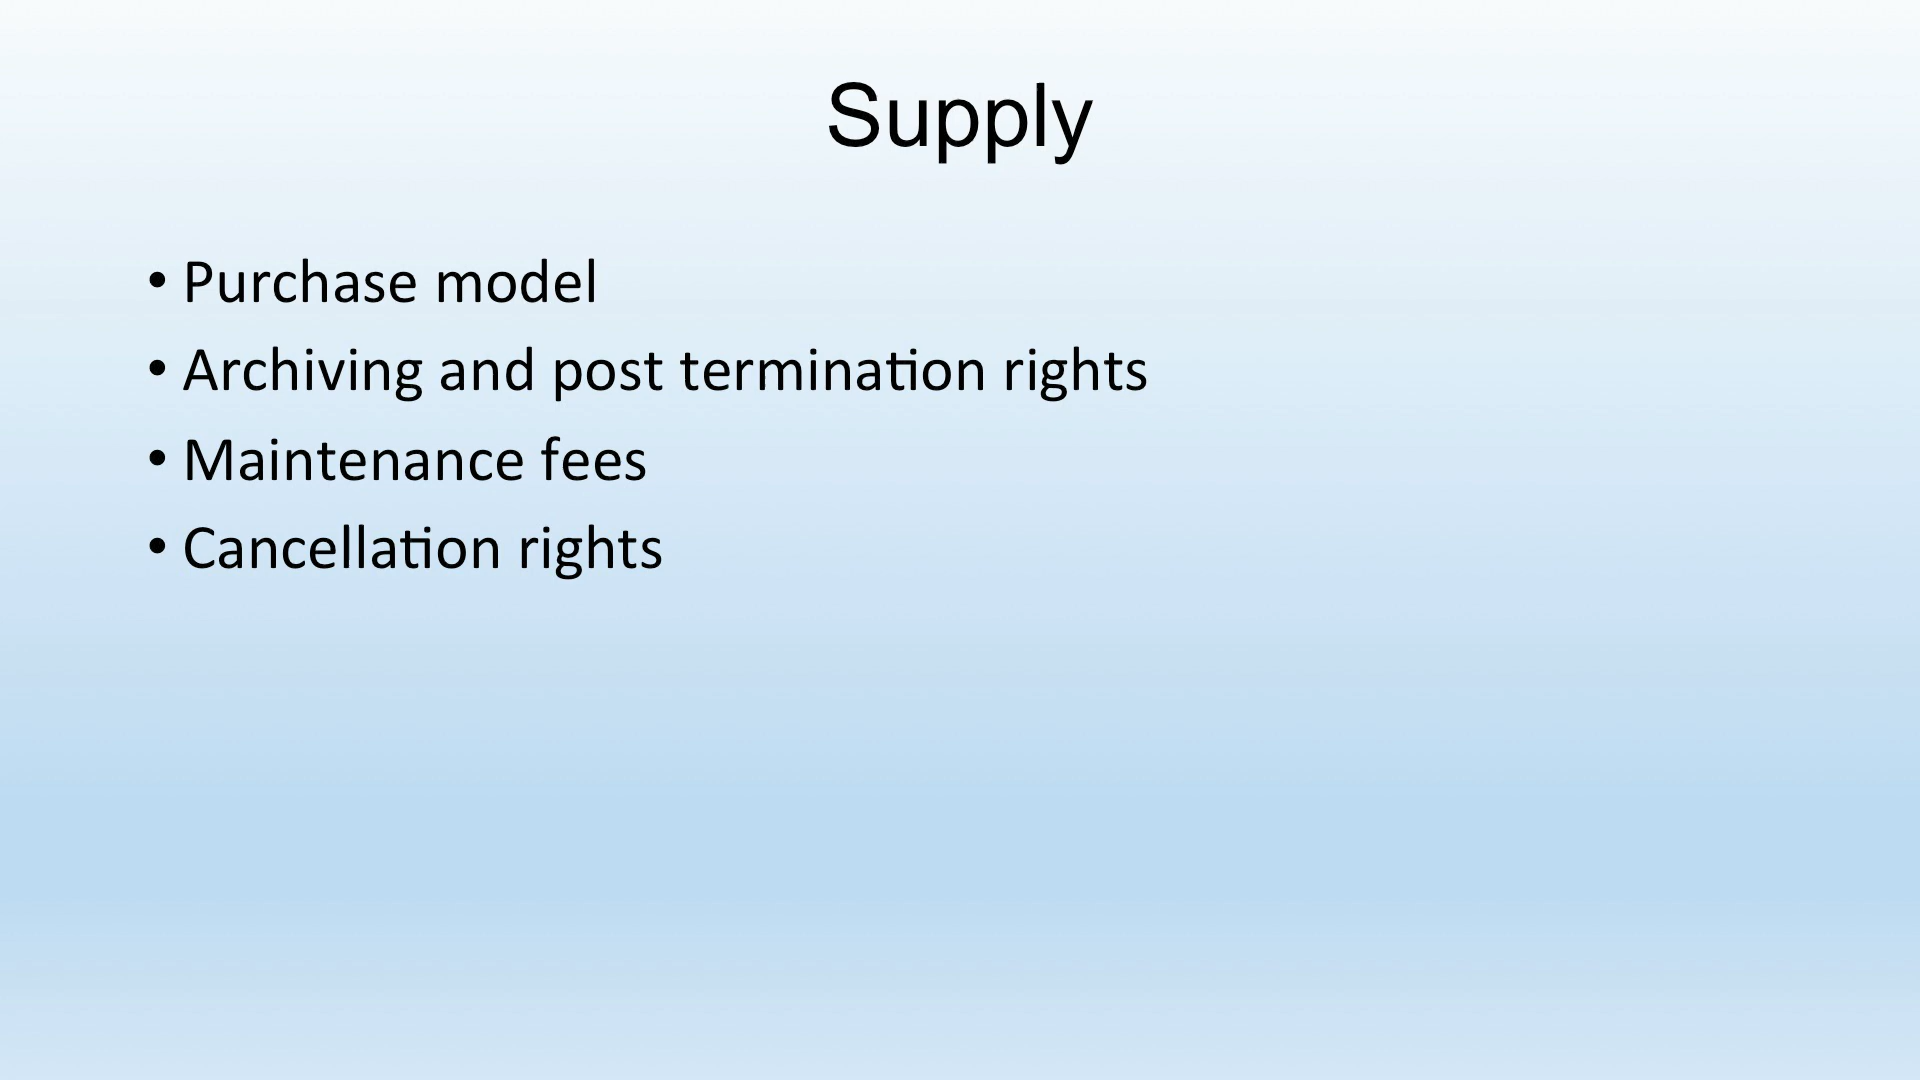 Supply
• Purchase model
• Archiving and post termination rights
• Maintenance fees
• Cancellation rights